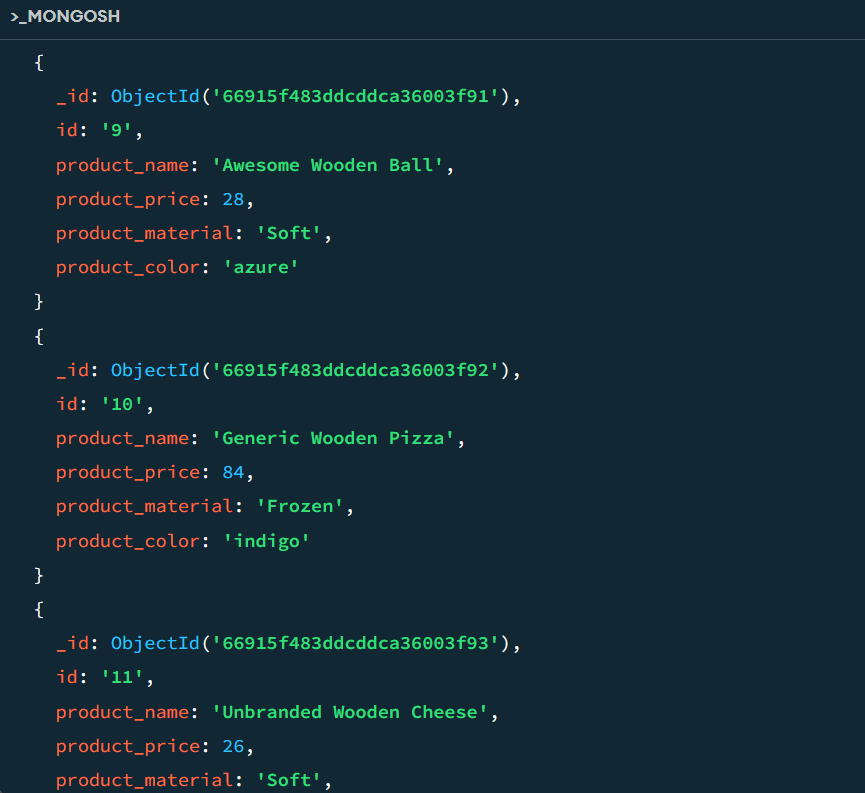 >_MONGOSH
{
_id: ObjectId('66915f483ddcddca36003f91'),
id: '9',
product_name: 'Awesome Wooden Ball',
product_price: 28,
product_material: 'Soft',
product_color: 'azure'
}
{
_id: ObjectId('66915f483ddcddca36003f92'),
id: '10',
product_name: 'Generic Wooden Pizza',
product_price: 84,
product_material: 'Frozen',
product_color: 'indigo'
}
{
_id: ObjectId('66915f483ddcddca36003f93'),
id: '11',
product_name: 'Unbranded Wooden Cheese',
product_price: 26,
product_material: 'Soft',